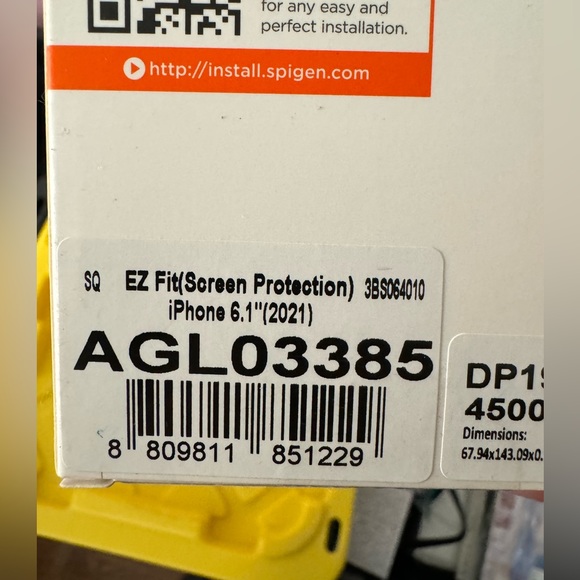 for any easy and
perfect installation.
http://install.spigen.com
SQ EZ Fit(Screen Protection) 3BS064010
iPhone 6.1"(2021)
AGL03385
8 809811 851229
4500
Dimensions: